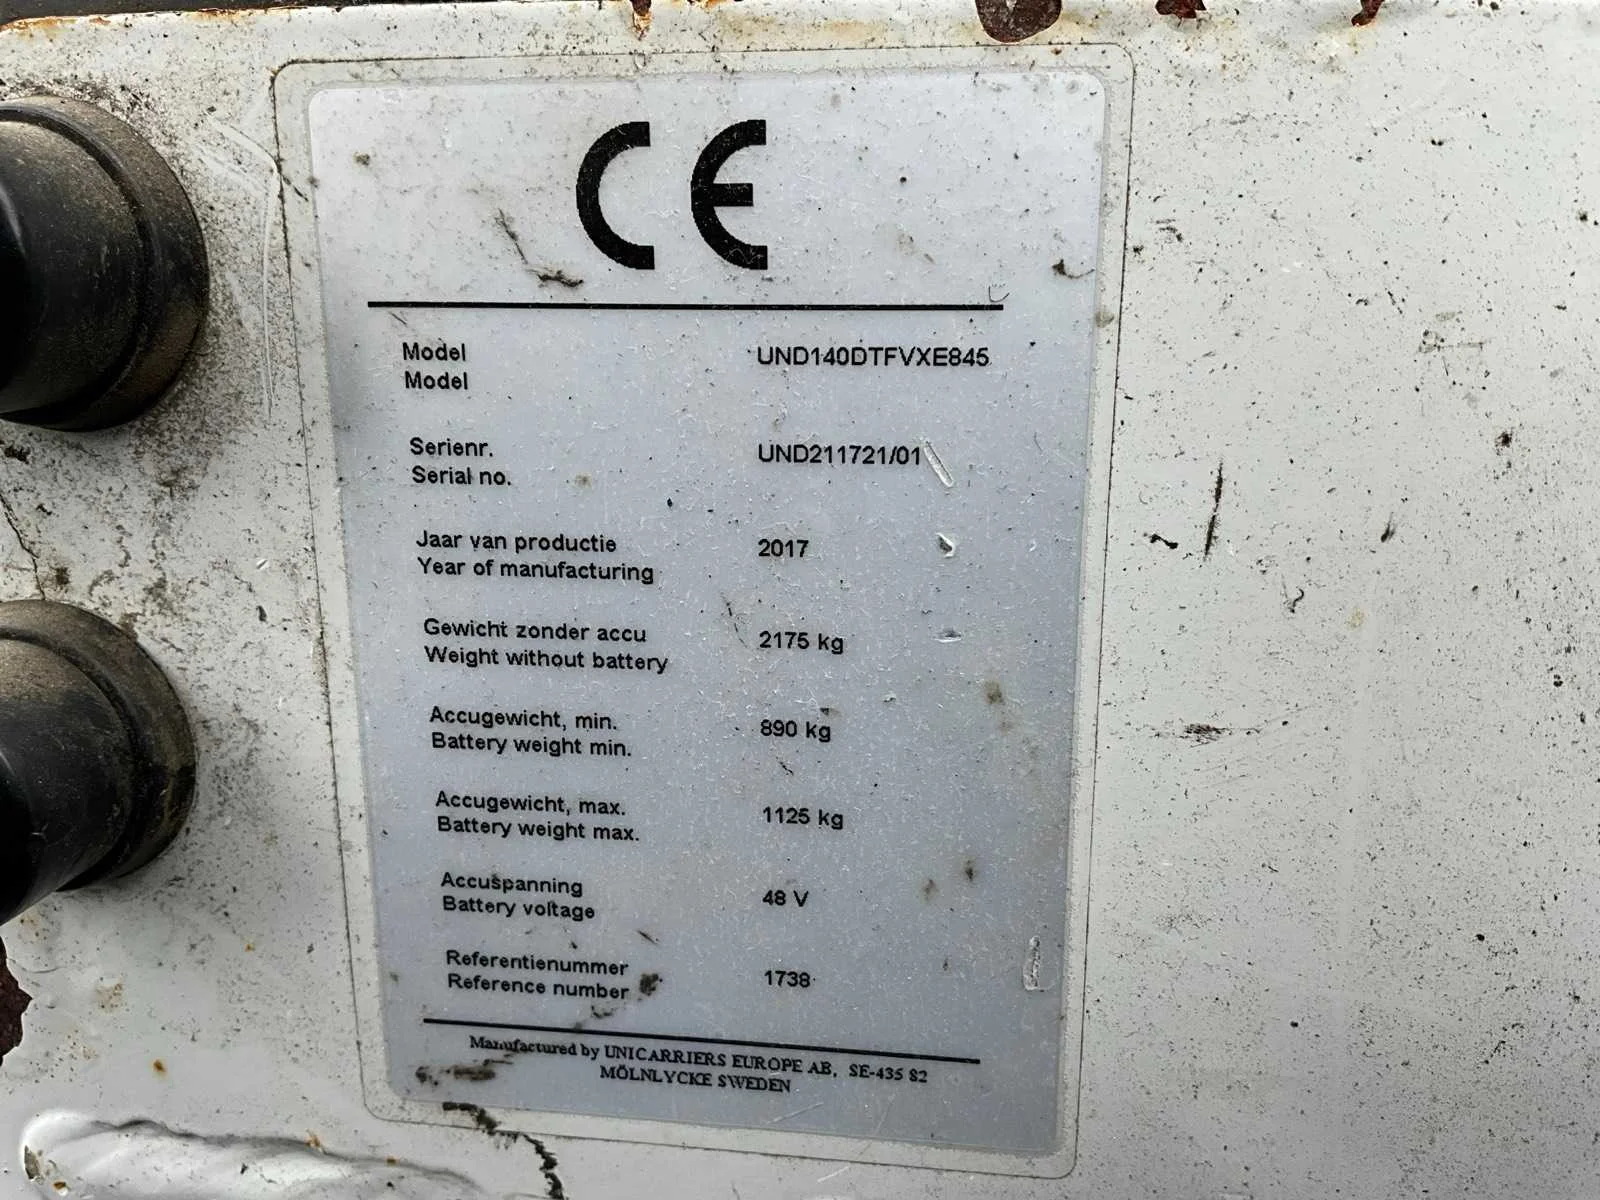 CE
Model UND140DTFVXE845
Model
Serienr. UND211721/01
Serial no.
Jaar van productie 2017
Year of manufacturing
Gewicht zonder accu 2175 kg
Weight without battery
Accugewicht, min. 890 kg
Battery weight min.
Accugewicht, max. 1125 kg
Battery weight max.
Accuspanning 48 V
Battery voltage
Referentienummer 1738
Reference number
Manufactured by UNICARRIERS EUROPE AB, SE-435 82
MÖLNLYCKE SWEDEN